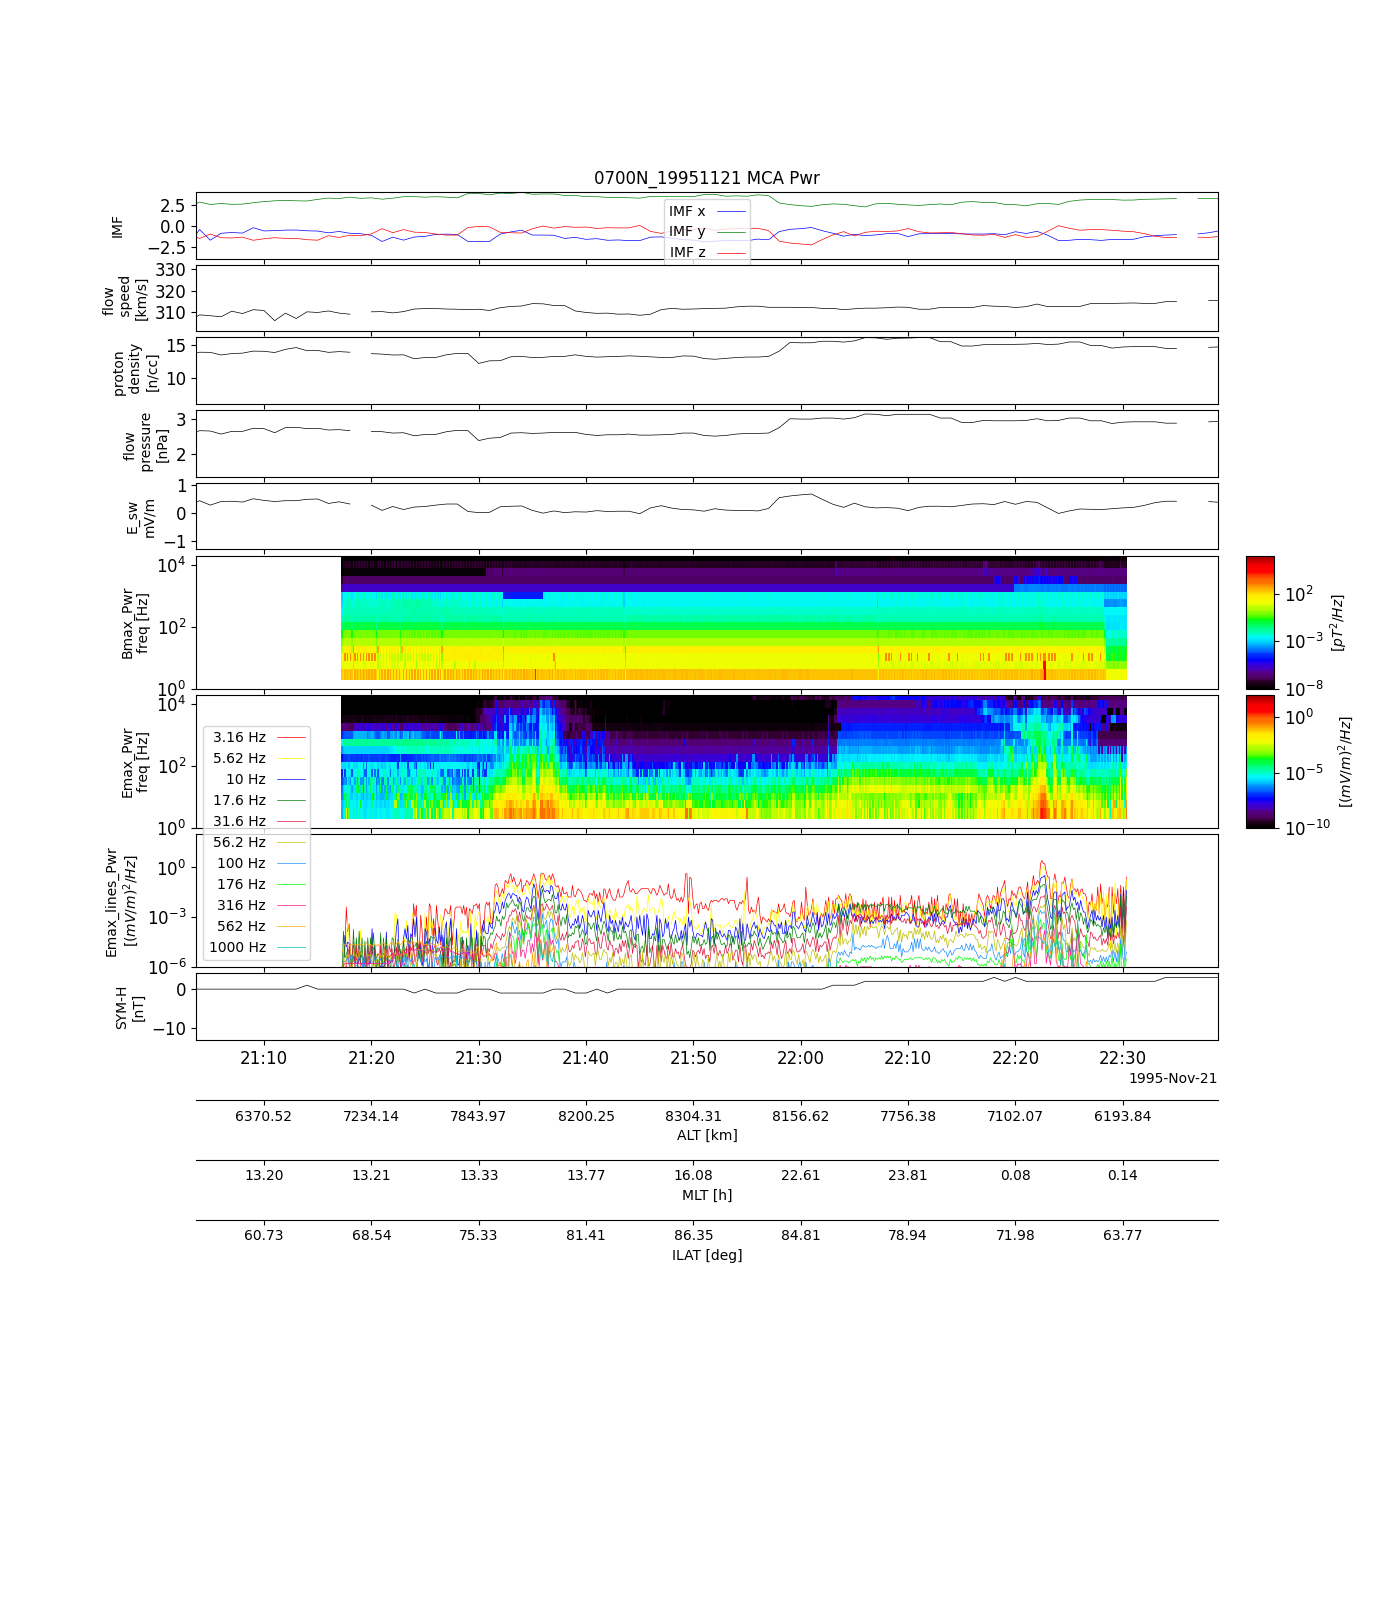 0700N_19951121 MCA Pwr
IMF
2.5
0.0
−2.5
IMF x
IMF y
IMF z
flow
speed
[km/s]
330
320
310
proton
density
[n/cc]
15
10
flow
pressure
[nPa]
3
2
E_sw
mV/m
1
0
−1
Bmax_Pwr
freq [Hz]
10^4
10^2
10^0
10^2
10^−3
10^−8
[pT^2/Hz]
Emax_Pwr
freq [Hz]
10^4
10^2
10^0
10^0
10^−5
10^−10
[(mV/m)^2/Hz]
3.16 Hz
5.62 Hz
10 Hz
17.6 Hz
31.6 Hz
56.2 Hz
100 Hz
176 Hz
316 Hz
562 Hz
1000 Hz
Emax_lines_Pwr
[(mV/m)^2/Hz]
10^0
10^−3
10^−6
SYM-H
[nT]
0
−10
21:10 21:20 21:30 21:40 21:50 22:00 22:10 22:20 22:30
1995-Nov-21
6370.52 7234.14 7843.97 8200.25 8304.31 8156.62 7756.38 7102.07 6193.84
ALT [km]
13.20 13.21 13.33 13.77 16.08 22.61 23.81 0.08 0.14
MLT [h]
60.73 68.54 75.33 81.41 86.35 84.81 78.94 71.98 63.77
ILAT [deg]